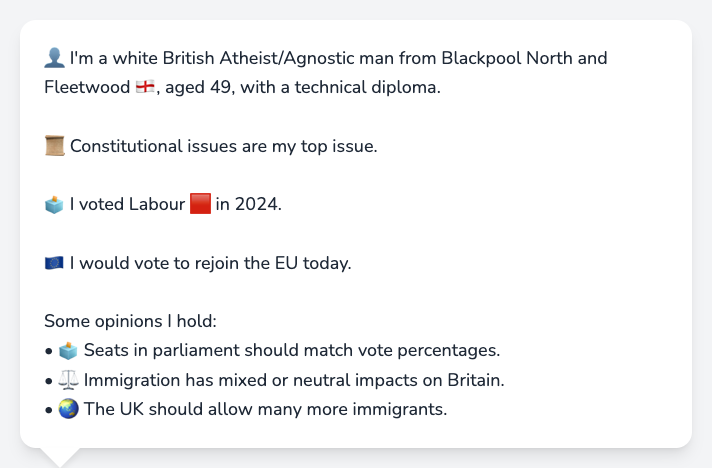 👤 I'm a white British Atheist/Agnostic man from Blackpool North and
Fleetwood 🏴󠁧󠁢󠁥󠁮󠁧󠁿, aged 49, with a technical diploma.
📜 Constitutional issues are my top issue.
🗳️ I voted Labour 🟥 in 2024.
🇪🇺 I would vote to rejoin the EU today.
Some opinions I hold:
• 🗳️ Seats in parliament should match vote percentages.
• ⚖️ Immigration has mixed or neutral impacts on Britain.
• 🌏 The UK should allow many more immigrants.